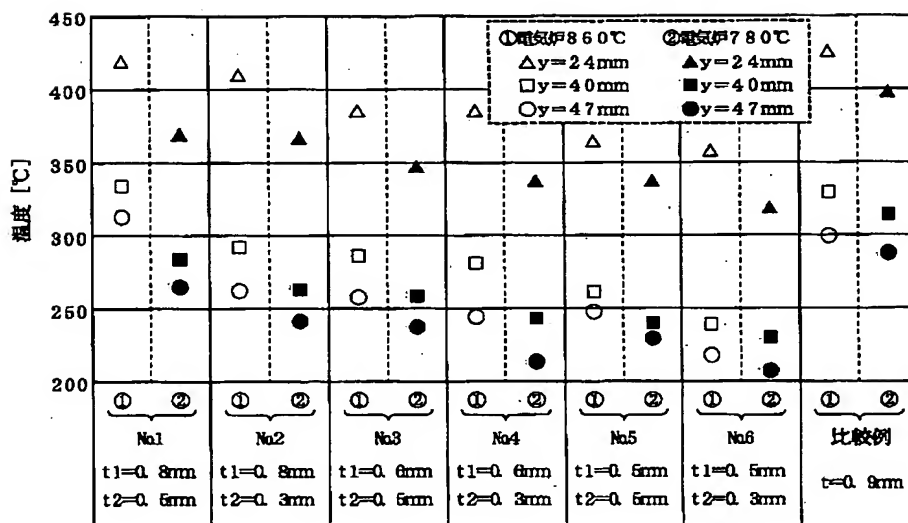 450
400
350
300
250
200
温度 [℃]
①電気炉860℃ ②電気炉780℃
△y=24mm ▲y=24mm
□y=40mm ■y=40mm
○y=47mm ●y=47mm
① ② ① ② ① ② ① ② ① ② ① ② ① ②
No.1 No.2 No.3 No.4 No.5 No.6 比較例
t1=0.8mm t1=0.8mm t1=0.6mm t1=0.6mm t1=0.5mm t1=0.5mm t=0.9mm
t2=0.5mm t2=0.3mm t2=0.5mm t2=0.3mm t2=0.5mm t2=0.3mm